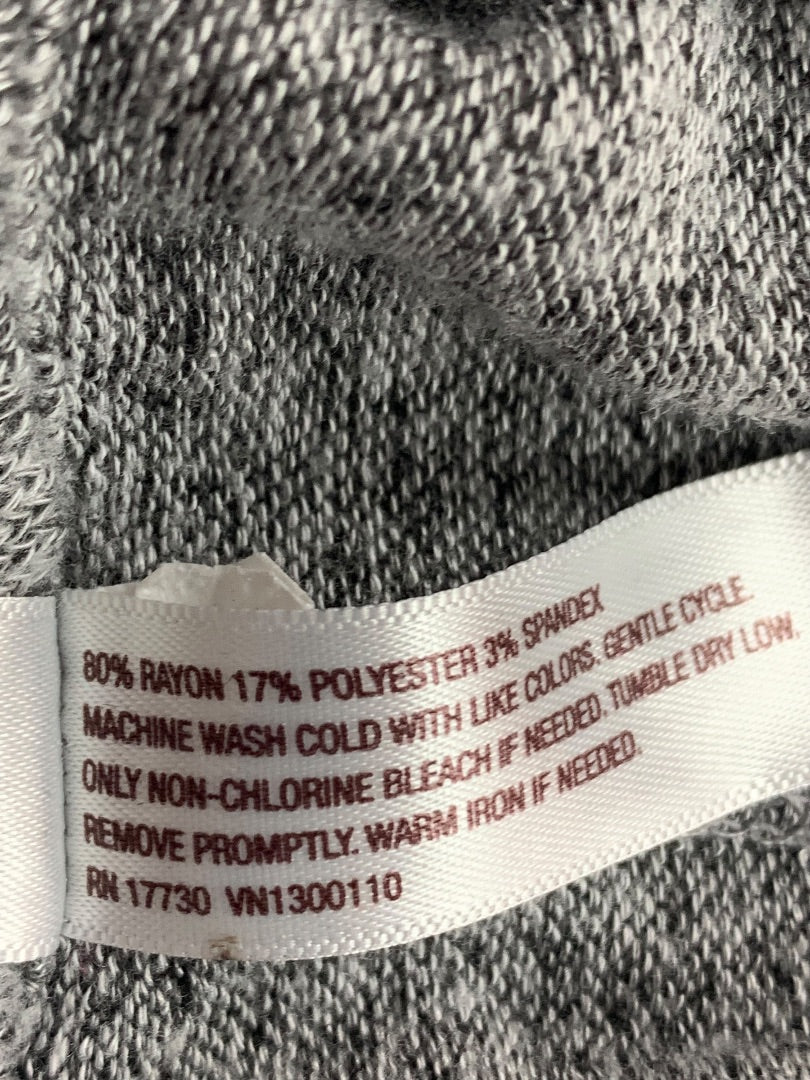 80% RAYON 17% POLYESTER 3% SPANDEX
MACHINE WASH COLD WITH LIKE COLORS. GENTLE CYCLE.
ONLY NON-CHLORINE BLEACH IF NEEDED. TUMBLE DRY LOW.
REMOVE PROMPTLY. WARM IRON IF NEEDED.
RN 17730 VN1300110